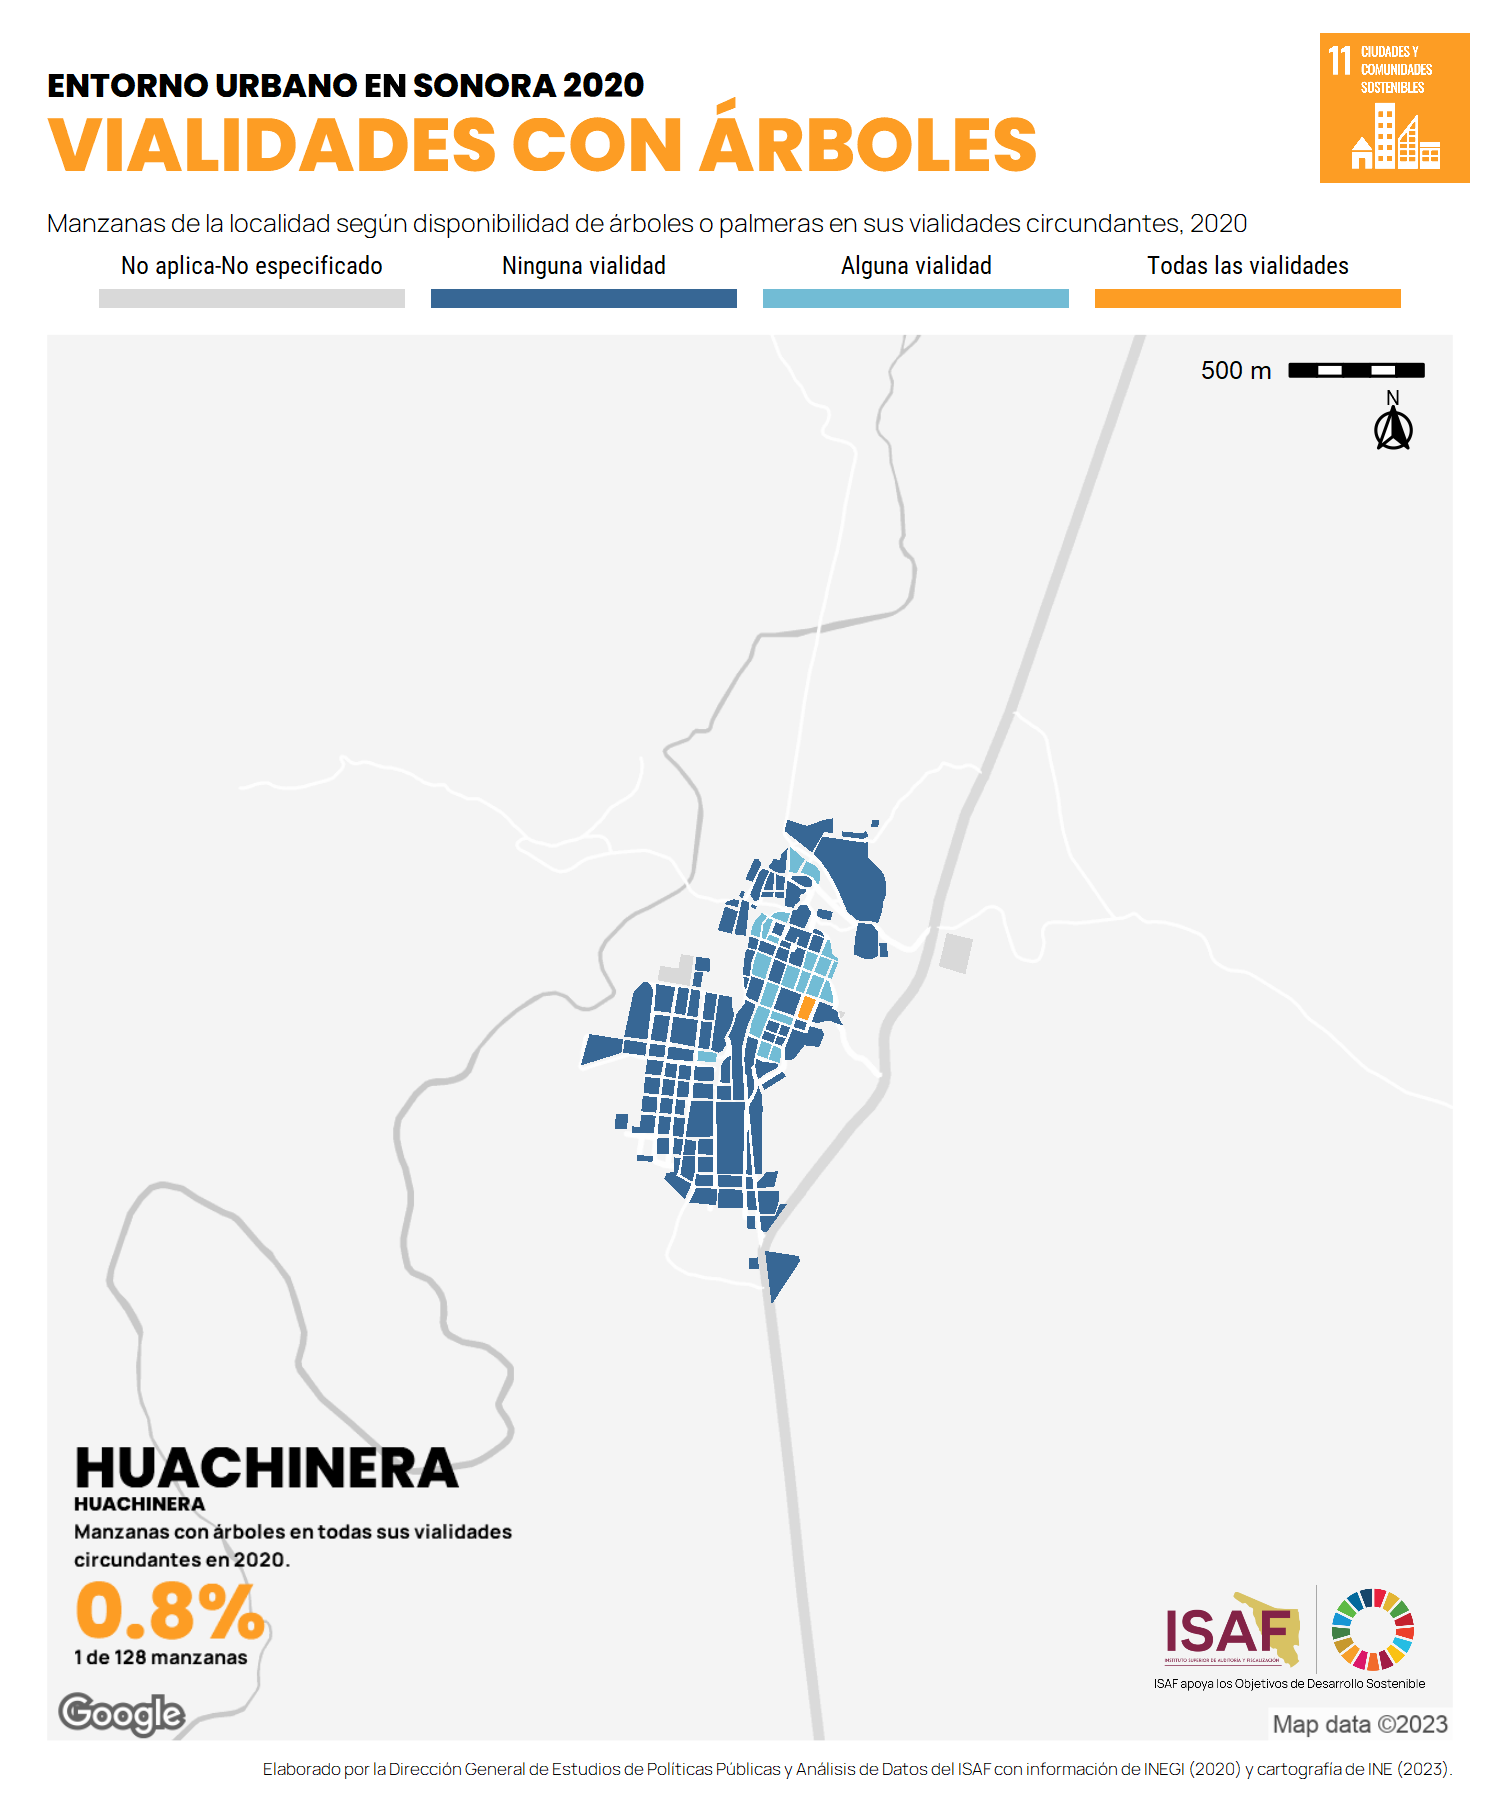 ENTORNO URBANO EN SONORA 2020
VIALIDADES CON ÁRBOLES
11 CIUDADES Y
COMUNIDADES
SOSTENIBLES
Manzanas de la localidad según disponibilidad de árboles o palmeras en sus vialidades circundantes, 2020
No aplica-No especificado Ninguna vialidad Alguna vialidad Todas las vialidades
500 m
N
HUACHINERA
HUACHINERA
Manzanas con árboles en todas sus vialidades
circundantes en 2020.
0.8%
1 de 128 manzanas
ISAF
INSTITUTO SUPERIOR DE AUDITORÍA Y FISCALIZACIÓN
ISAF apoya los Objetivos de Desarrollo Sostenible
Google
Map data ©2023
Elaborado por la Dirección General de Estudios de Políticas Públicas y Análisis de Datos del ISAF con información de INEGI (2020) y cartografía de INE (2023).